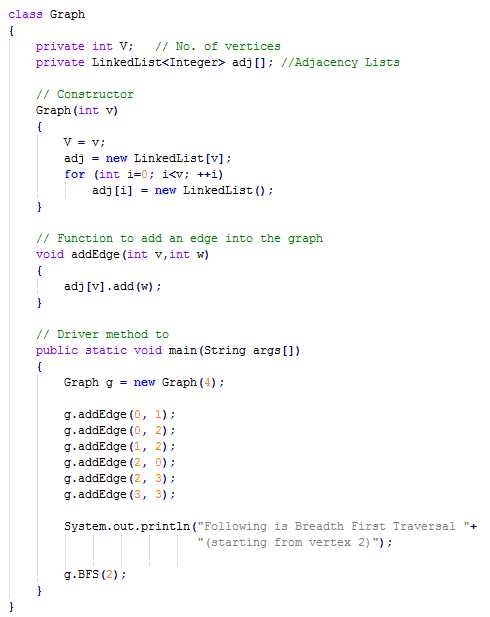 class Graph
{
private int V;   // No. of vertices
private LinkedList<Integer> adj[]; //Adjacency Lists
// Constructor
Graph(int v)
{
V = v;
adj = new LinkedList[v];
for (int i=0; i<v; ++i)
adj[i] = new LinkedList();
}
// Function to add an edge into the graph
void addEdge(int v,int w)
{
adj[v].add(w);
}
// Driver method to
public static void main(String args[])
{
Graph g = new Graph(4);
g.addEdge(0, 1);
g.addEdge(0, 2);
g.addEdge(1, 2);
g.addEdge(2, 0);
g.addEdge(2, 3);
g.addEdge(3, 3);
System.out.println("Following is Breadth First Traversal "+
"(starting from vertex 2)");
g.BFS(2);
}
}